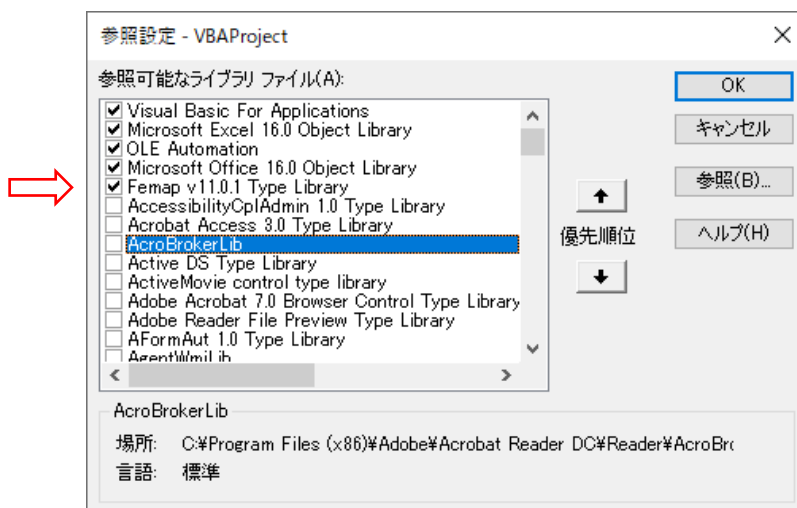 参照設定 - VBAProject
参照可能なライブラリ ファイル(A):
Visual Basic For Applications
Microsoft Excel 16.0 Object Library
OLE Automation
Microsoft Office 16.0 Object Library
Femap v11.0.1 Type Library
AccessibilityCplAdmin 1.0 Type Library
Acrobat Access 3.0 Type Library
AcroBrokerLib
Active DS Type Library
ActiveMovie control type library
Adobe Acrobat 7.0 Browser Control Type Library
Adobe Reader File Preview Type Library
AFormAut 1.0 Type Library
AgentWmiLib
優先順位
OK
キャンセル
参照(B)...
ヘルプ(H)
AcroBrokerLib
場所: C:¥Program Files (x86)¥Adobe¥Acrobat Reader DC¥Reader¥AcroBr
言語: 標準